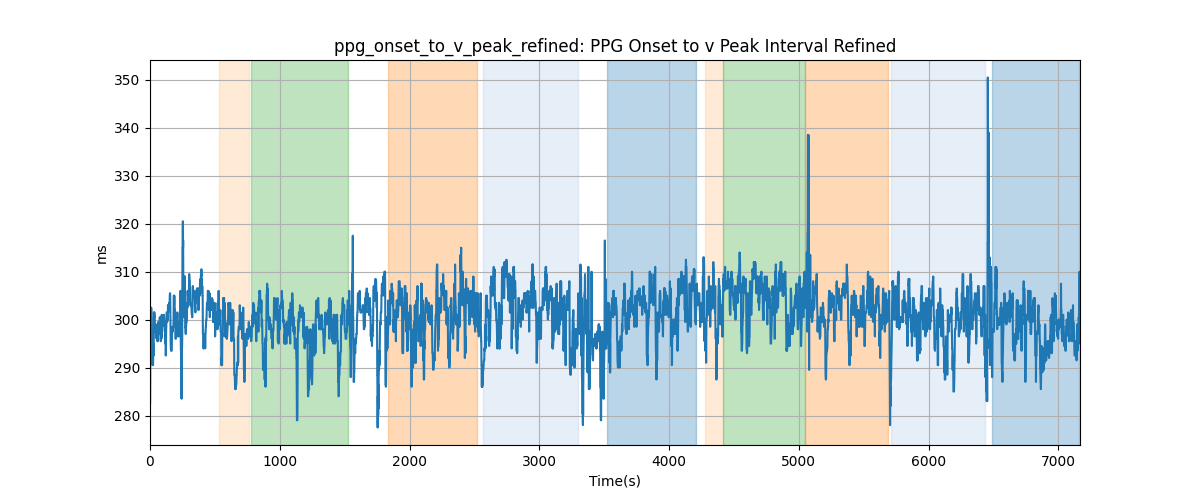 ppg_onset_to_v_peak_refined: PPG Onset to v Peak Interval Refined
350
340
330
320
310
300
290
280
ms
0 1000 2000 3000 4000 5000 6000 7000
Time(s)